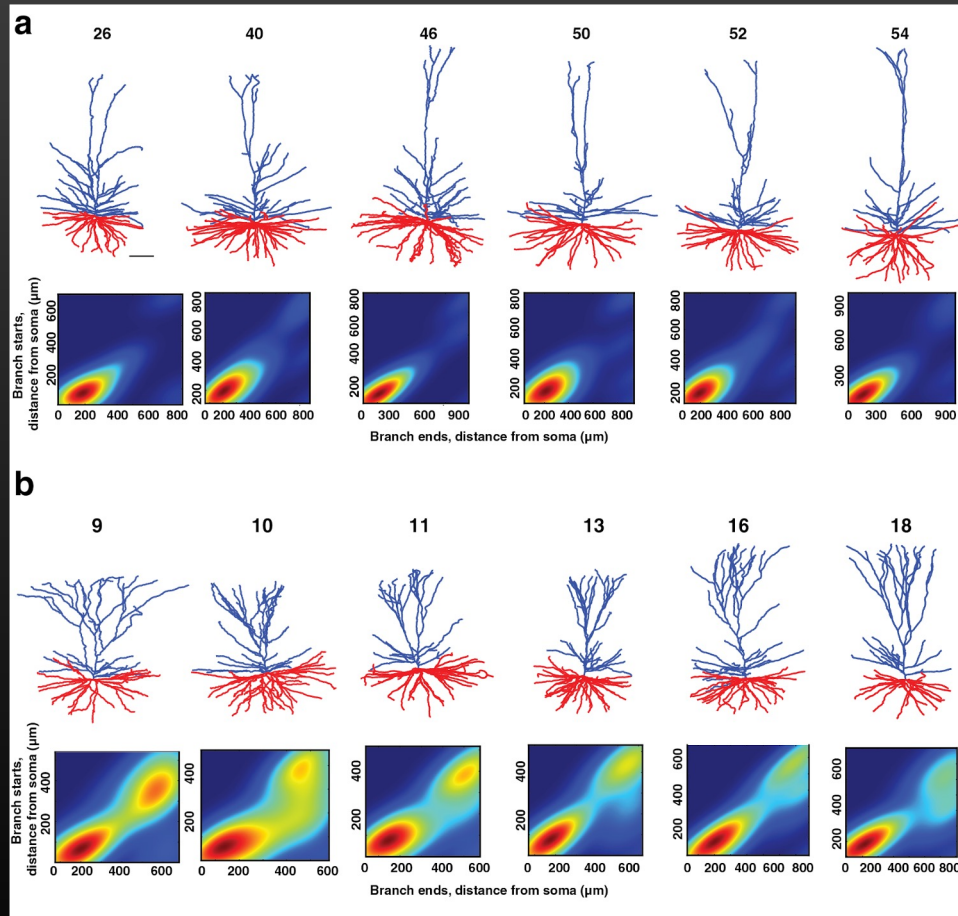 a
26 40 46 50 52 54
Branch starts,
distance from soma (µm)
200 400 600
0 200 400 600 800
200 400 600 800
0 200 400 600 800
200 400 600 800
0 300 600 900
200 400 600 800
0 200 400 600 800
200 400 600 800
0 200 400 600 800
300 600 900
0 300 600 900
Branch ends, distance from soma (µm)
b
9 10 11 13 16 18
Branch starts,
distance from soma (µm)
200 400
0 200 400 600
200 400
0 200 400 600
200 400
0 200 400 600
200 400
0 200 400 600
200 400 600
0 200 400 600 800
200 400 600
0 200 400 600 800
Branch ends, distance from soma (µm)